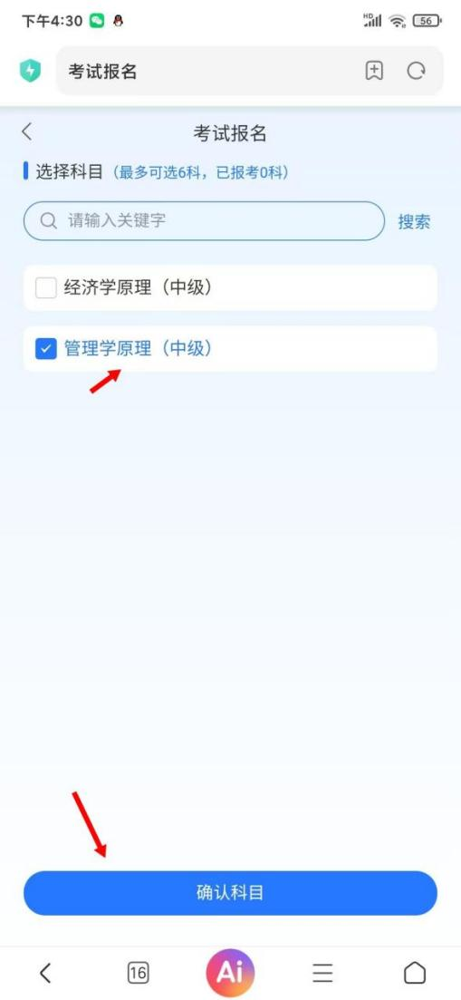 下午4:30 HD 56
考试报名
考试报名
选择科目（最多可选6科，已报考0科）
请输入关键字 搜索
经济学原理（中级）
管理学原理（中级）
确认科目
16 Ai